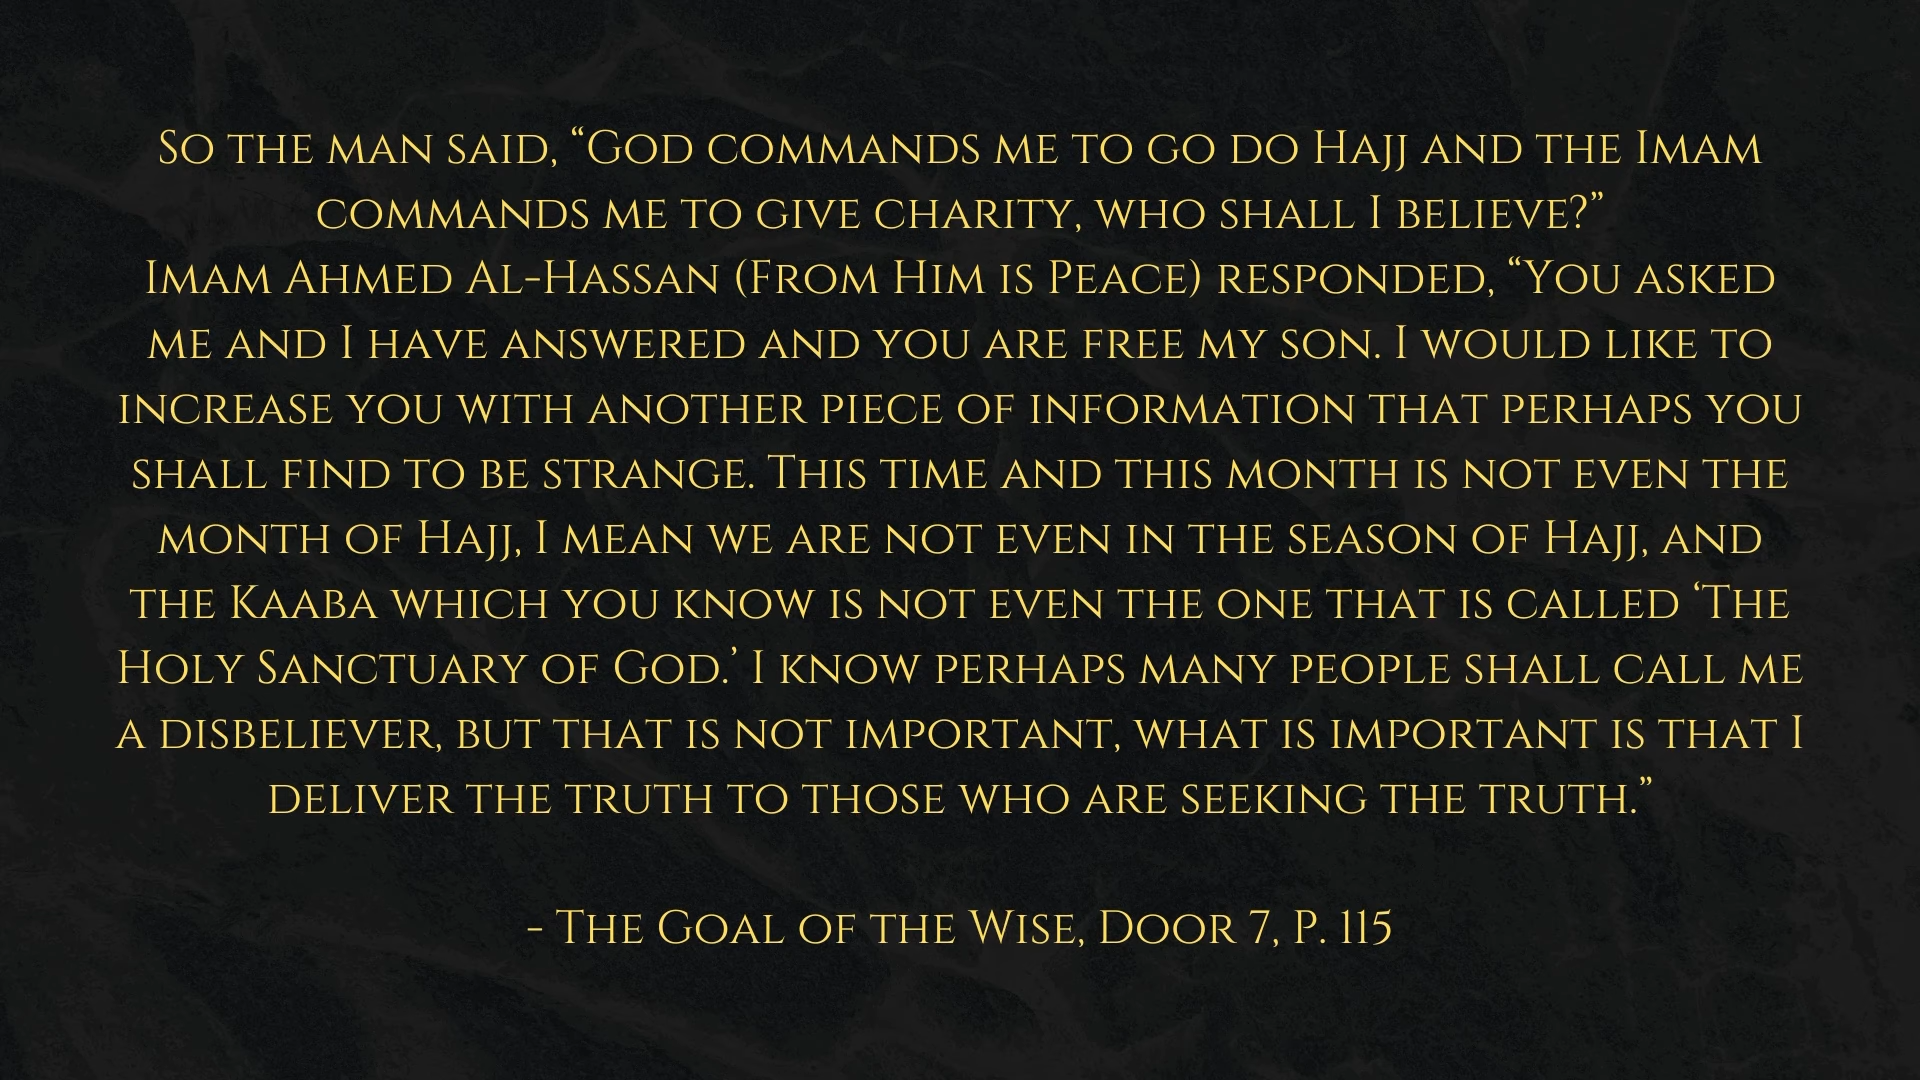 So the man said, “God commands me to go do Hajj and the Imam
commands me to give charity, who shall I believe?”
Imam Ahmed Al-Hassan (From Him is Peace) responded, “You asked
me and I have answered and you are free my son. I would like to
increase you with another piece of information that perhaps you
shall find to be strange. This time and this month is not even the
month of Hajj, I mean we are not even in the season of Hajj, and
the Kaaba which you know is not even the one that is called ‘The
Holy Sanctuary of God.’ I know perhaps many people shall call me
a disbeliever, but that is not important, what is important is that I
deliver the truth to those who are seeking the truth.”
- The Goal of the Wise, Door 7, P. 115